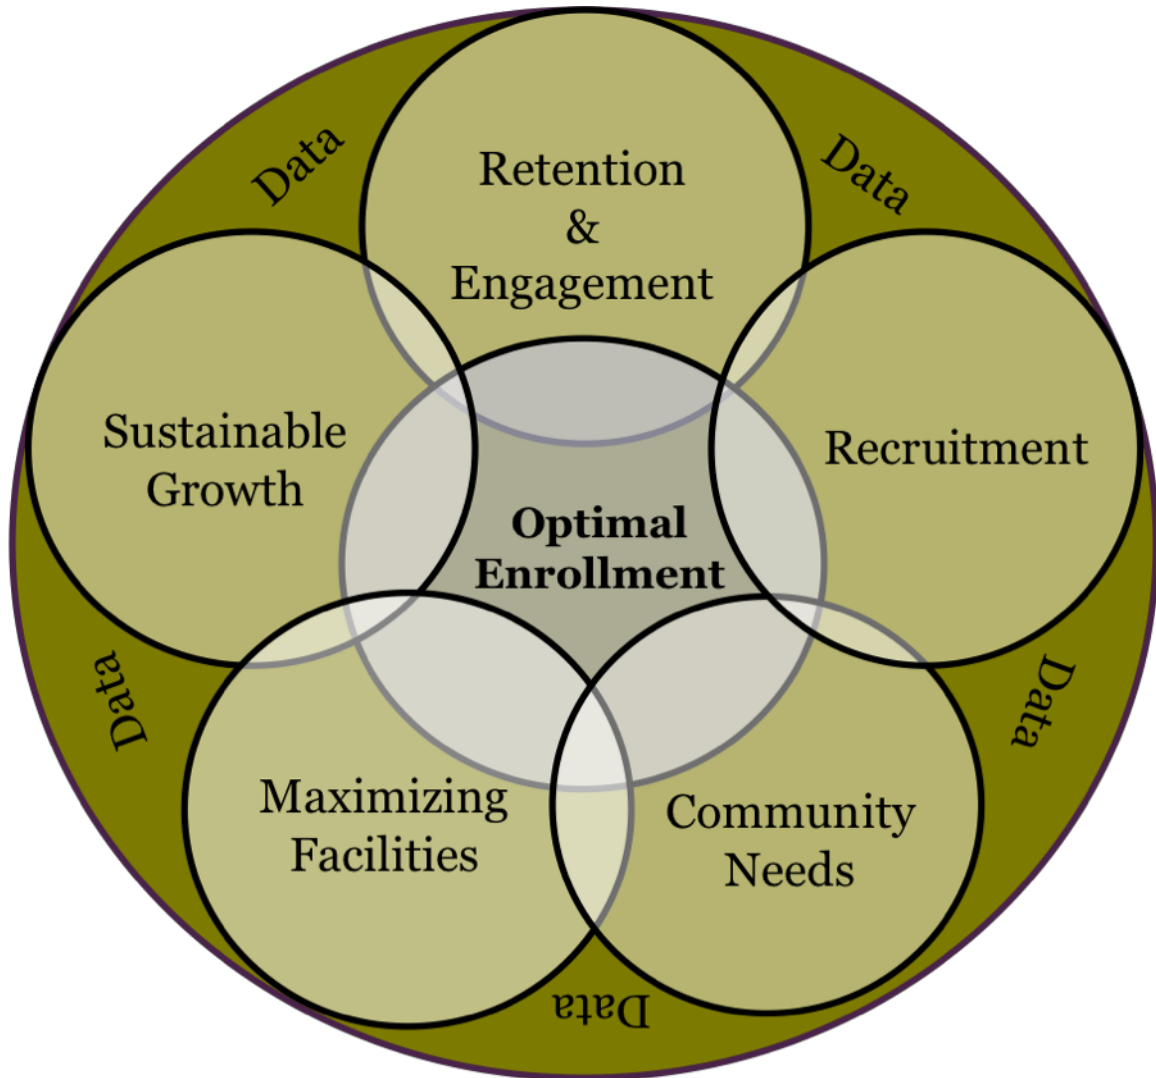 Data
Data
Retention
&
Engagement
Sustainable
Growth
Recruitment
Optimal
Enrollment
Data
Data
Maximizing
Facilities
Community
Needs
Data